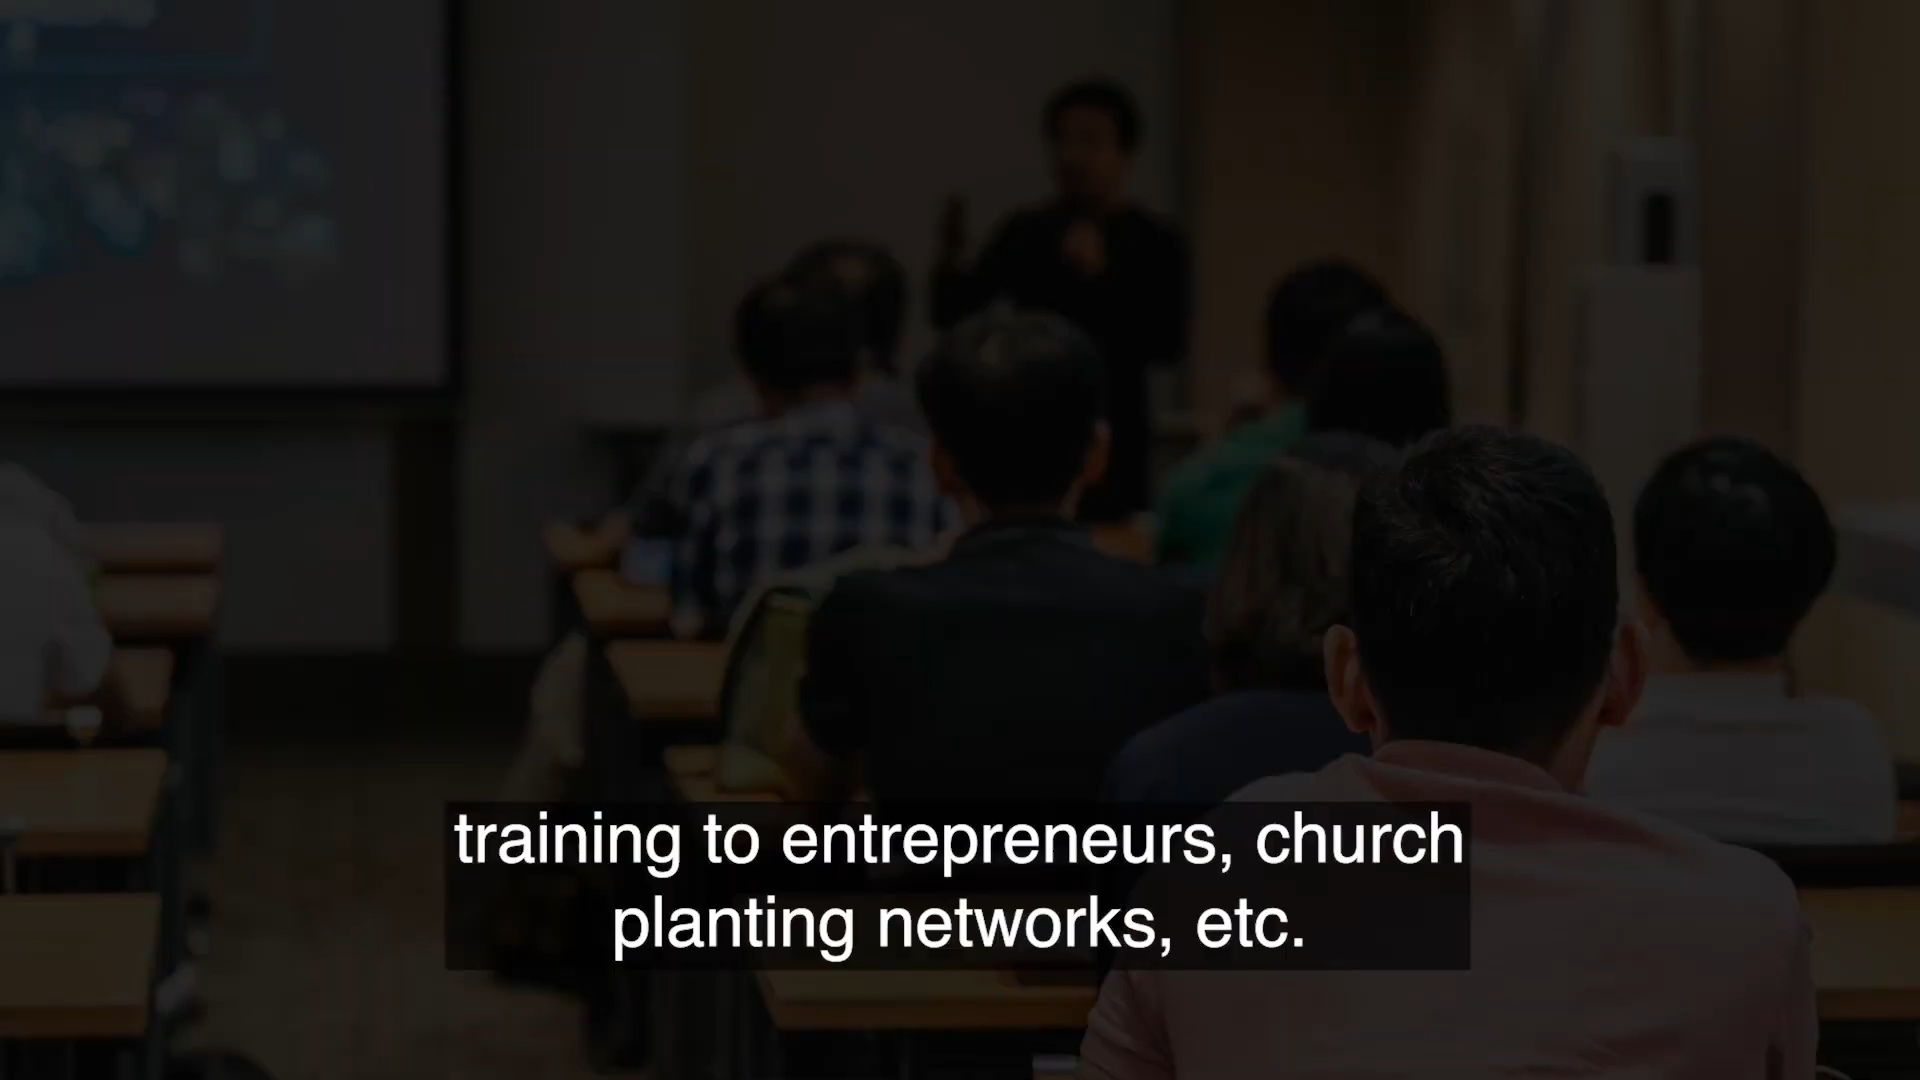 training to entrepreneurs, church
planting networks, etc.